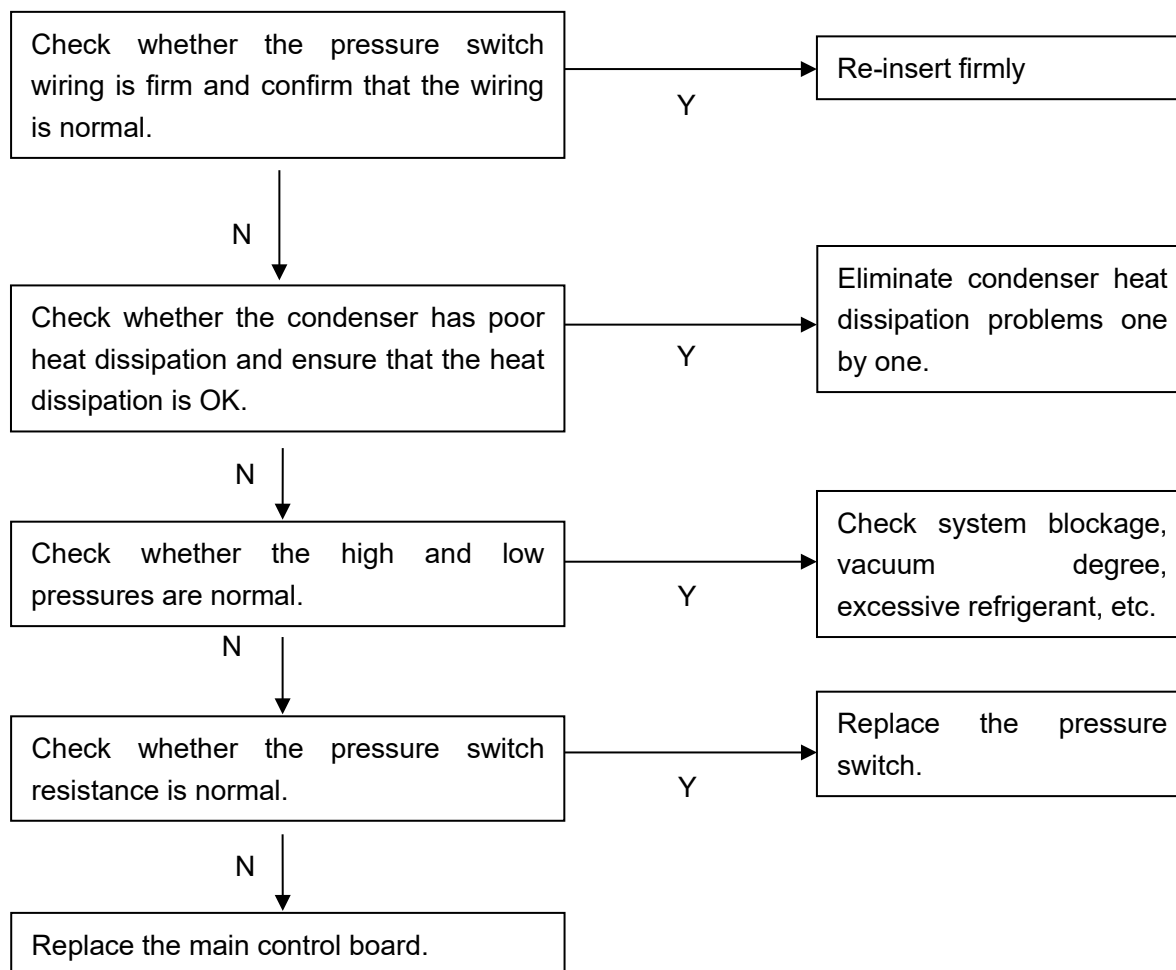 Check whether the pressure switch
wiring is firm and confirm that the wiring
is normal.
Re-insert firmly
Y
N
Check whether the condenser has poor
heat dissipation and ensure that the heat
dissipation is OK.
Eliminate condenser heat
dissipation problems one
by one.
Y
N
Check whether the high and low
pressures are normal.
Check system blockage,
vacuum degree,
excessive refrigerant, etc.
Y
N
Check whether the pressure switch
resistance is normal.
Replace the pressure
switch.
Y
N
Replace the main control board.